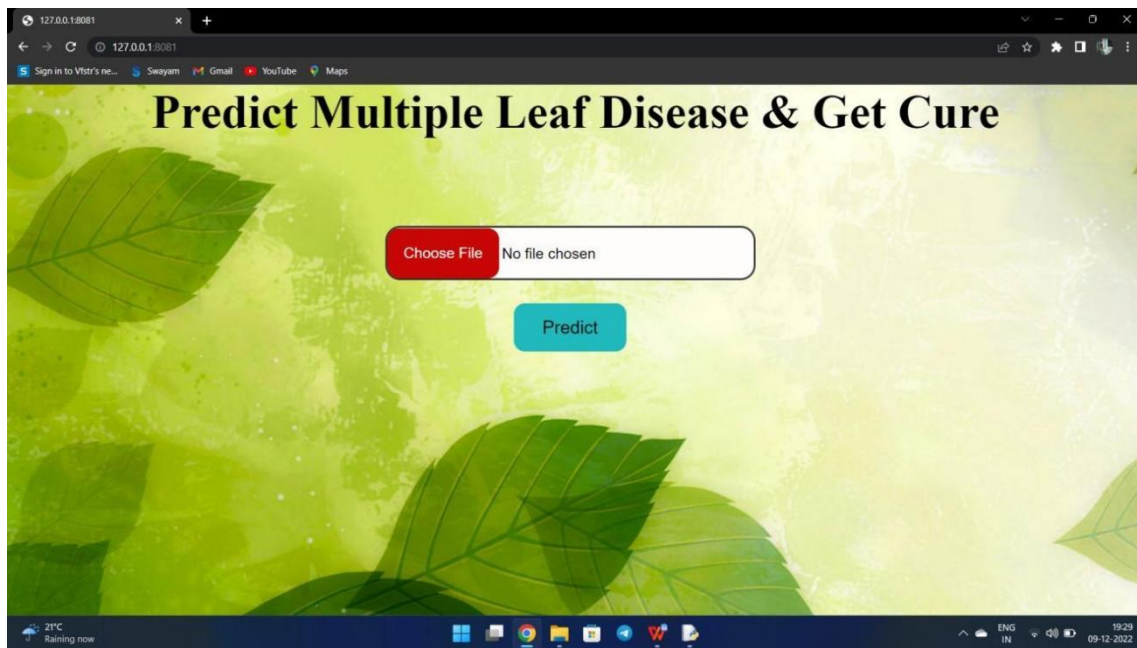 127.0.0.1:8081
127.0.0.1:8081
Sign in to Vfstr's ne... Swayam Gmail YouTube Maps
Predict Multiple Leaf Disease & Get Cure
Choose File No file chosen
Predict
21°C
Raining now
ENG
IN
19:29
09-12-2022